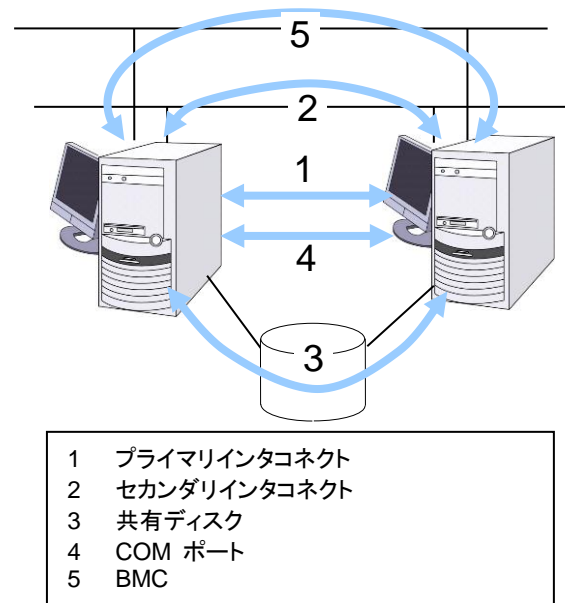 5
2
1
4
3
1 プライマリインタコネクト
2 セカンダリインタコネクト
3 共有ディスク
4 COM ポート
5 BMC